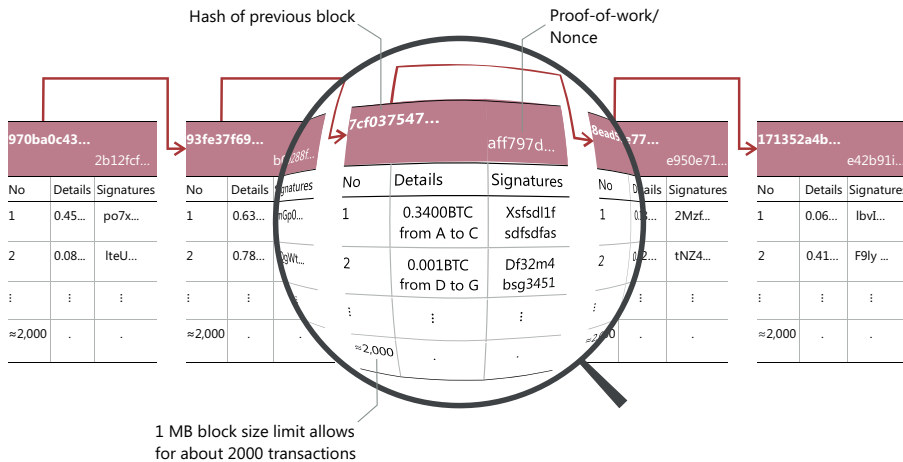 Hash of previous block
Proof-of-work/
Nonce
970ba0c43...
2b12fcf...
No Details Signatures
1 0.45... po7x...
2 0.08... lteU...
⋮ ⋮ ⋮
≈2,000 . .
93fe37f69...
No Details Signatures
1 0.63...
2 0.78...
⋮ ⋮
≈2,000 . .
7cf037547...
aff797d...
No Details Signatures
1 0.3400BTC Xsfsdl1f
from A to C sdfsdfas
2 0.001BTC Df32m4
from D to G bsg3451
⋮ ⋮ ⋮
≈2,000 . .
e950e71...
No Details Signatures
1 2Mzf...
2 tNZ4...
⋮ ⋮
≈2,000 . .
171352a4b...
e42b91i...
No Details Signatures
1 0.06... lbvI...
2 0.41... F9ly ...
⋮ ⋮ ⋮
≈2,000 . .
1 MB block size limit allows
for about 2000 transactions